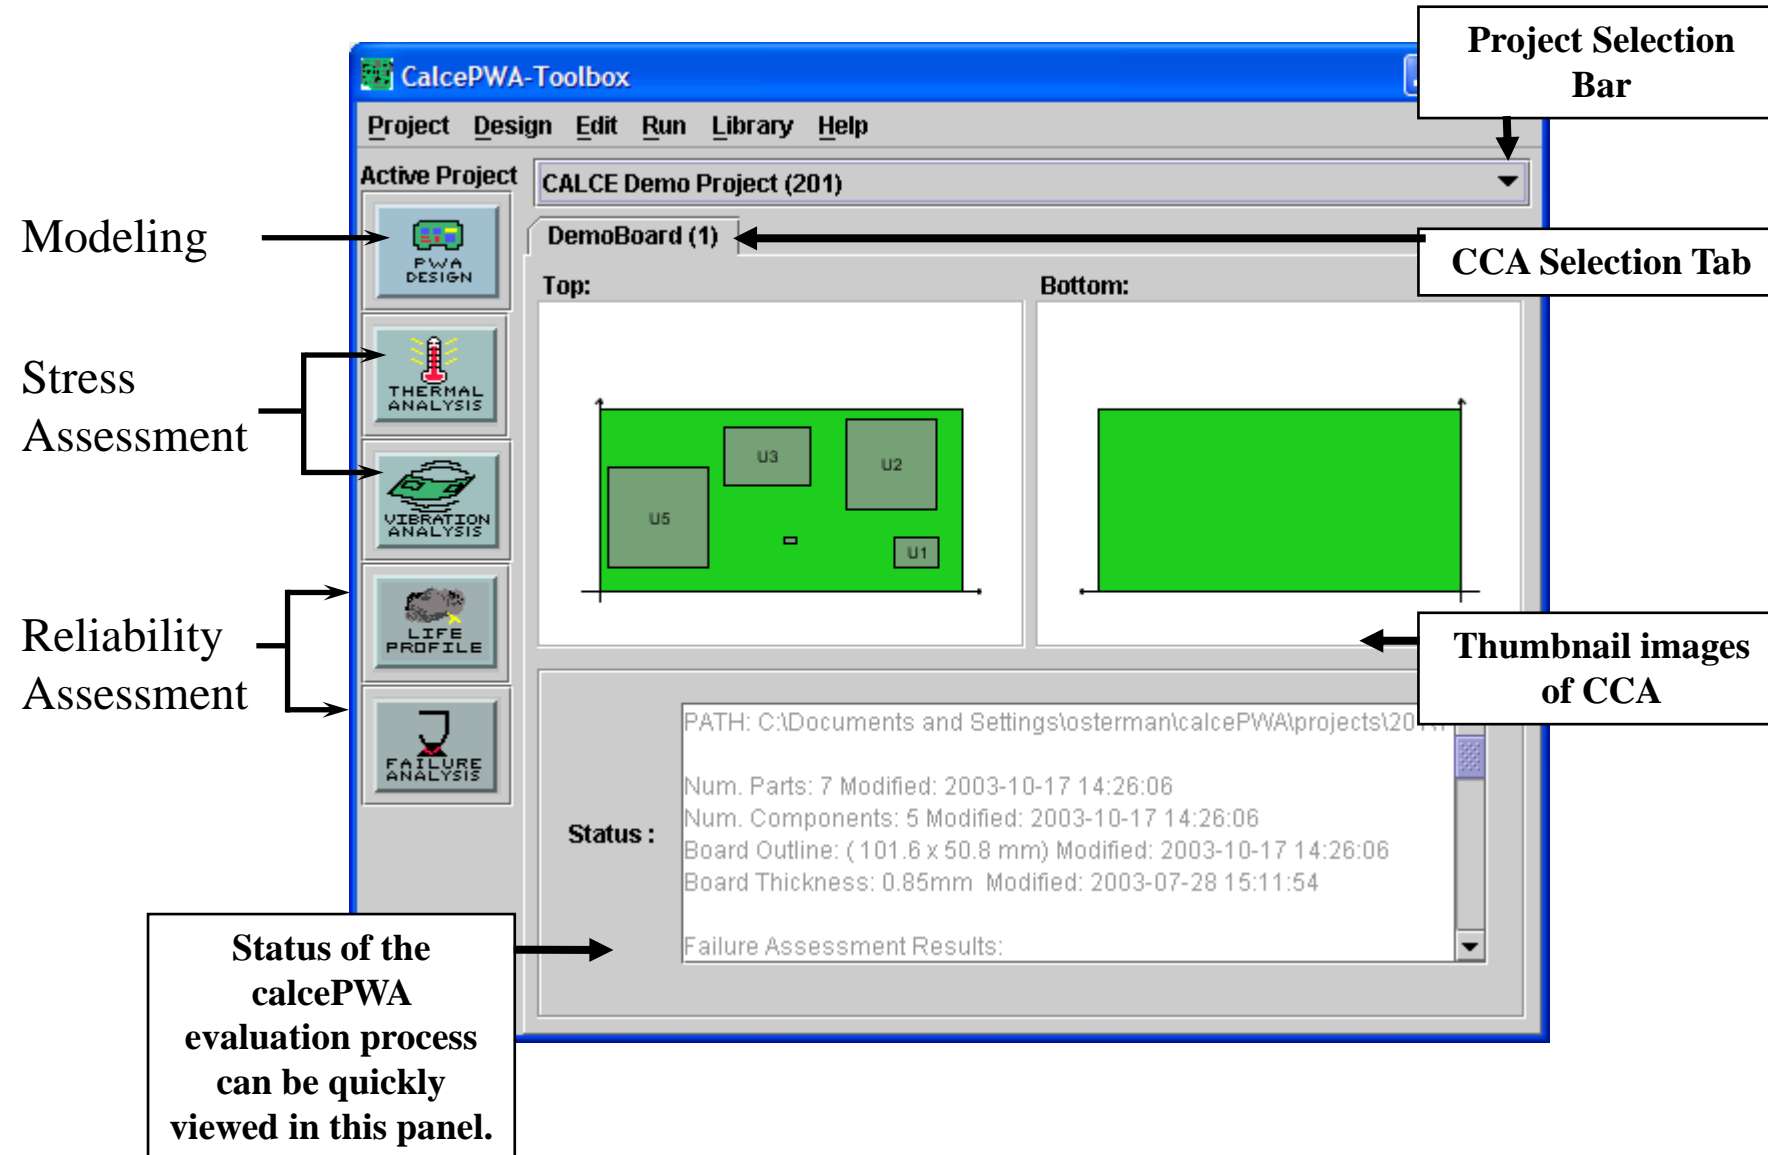 Project Selection
Bar
CalcePWA-Toolbox
Project Design Edit Run Library Help
Active Project
CALCE Demo Project (201)
Modeling
PWA
DESIGN
DemoBoard (1)
CCA Selection Tab
Top:
Bottom:
Stress
Assessment
THERMAL
ANALYSIS
VIBRATION
ANALYSIS
U3
U2
U5
U1
Reliability
Assessment
LIFE
PROFILE
FAILURE
ANALYSIS
Thumbnail images
of CCA
Status :
PATH: C:\Documents and Settings\osterman\calcePWA\projects\
Num. Parts: 7 Modified: 2003-10-17 14:26:06
Num. Components: 5 Modified: 2003-10-17 14:26:06
Board Outline: ( 101.6 x 50.8 mm) Modified: 2003-10-17 14:26:06
Board Thickness: 0.85mm Modified: 2003-07-28 15:11:54
Failure Assessment Results:
Status of the
calcePWA
evaluation process
can be quickly
viewed in this panel.